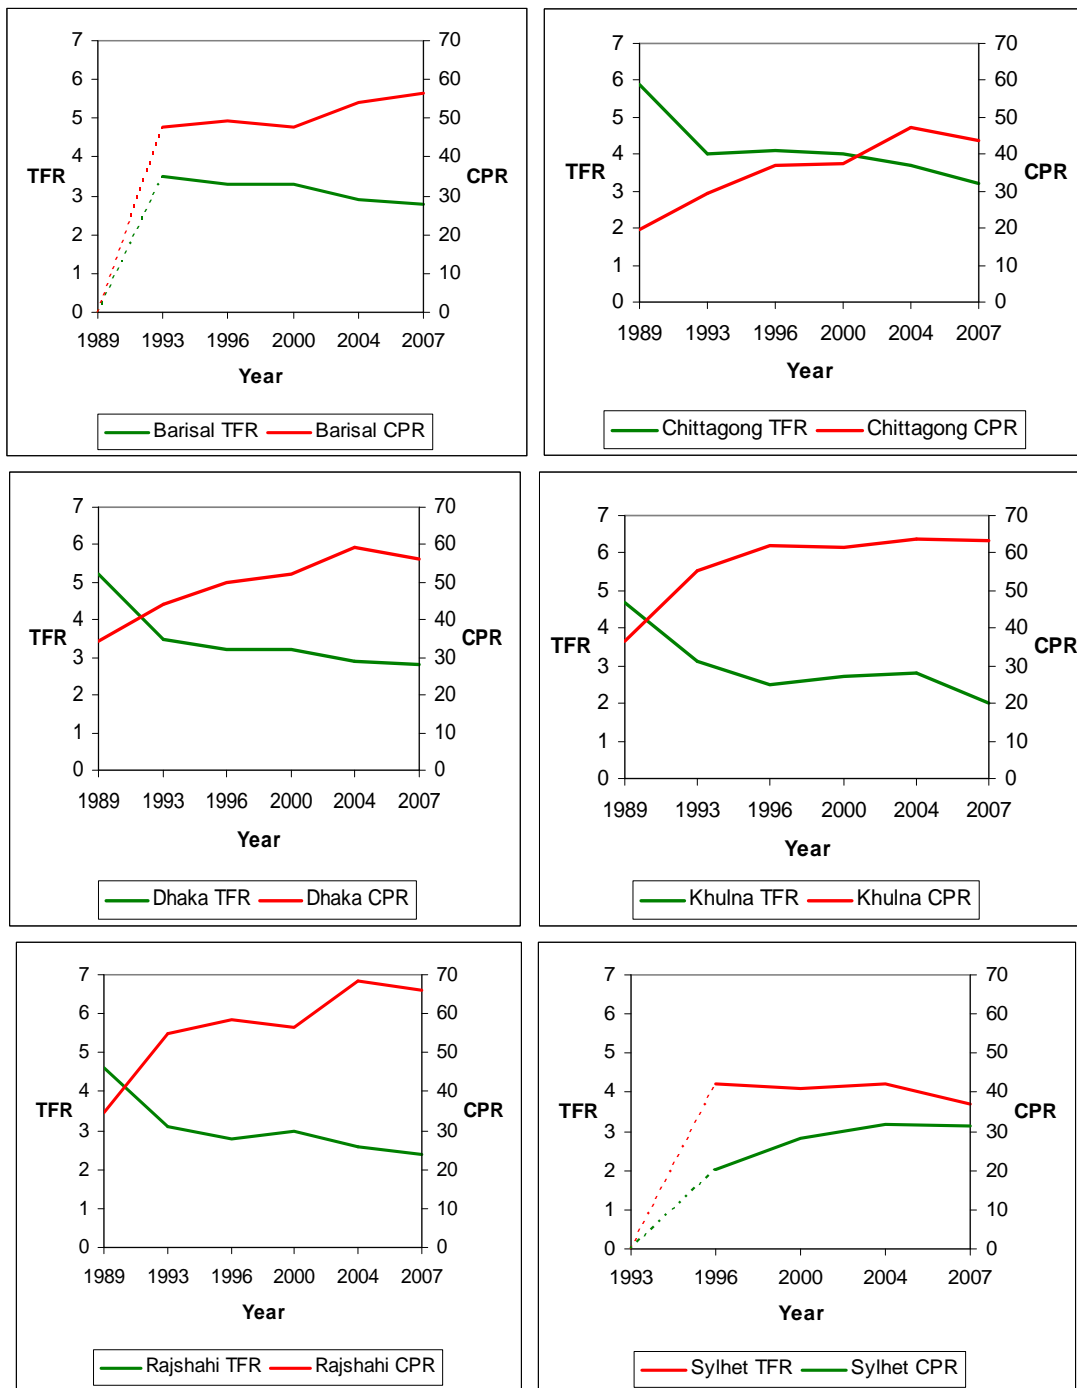 7 70
6 60
5 50
4 40
TFR CPR
3 30
2 20
1 10
0 0
1989 1993 1996 2000 2004 2007
Year
Barisal TFR Barisal CPR
7 70
6 60
5 50
4 40
TFR CPR
3 30
2 20
1 10
0 0
1989 1993 1996 2000 2004 2007
Year
Chittagong TFR Chittagong CPR
7 70
6 60
5 50
4 40
TFR CPR
3 30
2 20
1 10
0 0
1989 1993 1996 2000 2004 2007
Year
Dhaka TFR Dhaka CPR
7 70
6 60
5 50
4 40
TFR CPR
3 30
2 20
1 10
0 0
1989 1993 1996 2000 2004 2007
Year
Khulna TFR Khulna CPR
7 70
6 60
5 50
4 40
TFR CPR
3 30
2 20
1 10
0 0
1989 1993 1996 2000 2004 2007
Year
Rajshahi TFR Rajshahi CPR
7 70
6 60
5 50
4 40
TFR CPR
3 30
2 20
1 10
0 0
1993 1996 2000 2004 2007
Year
Sylhet TFR Sylhet CPR